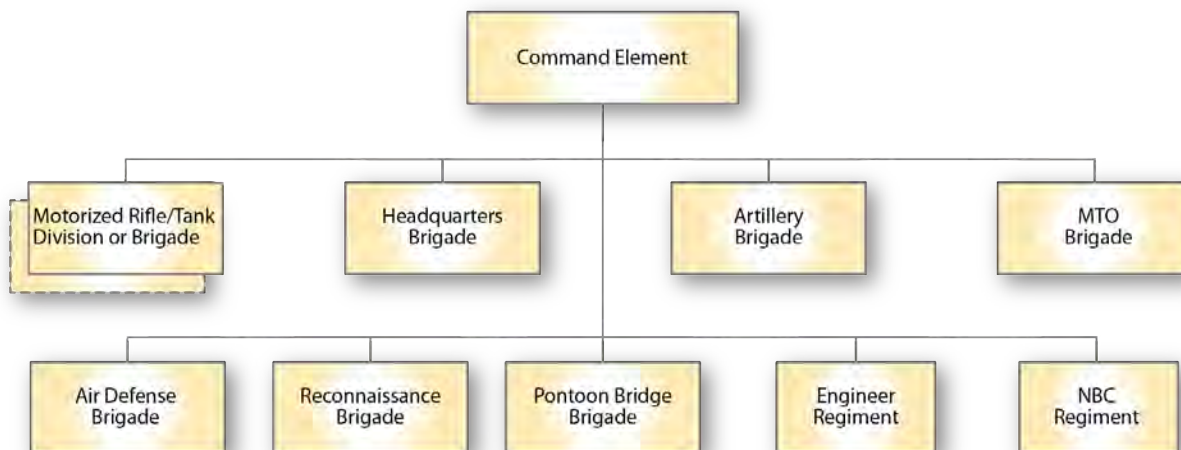 Command Element
Motorized Rifle/Tank
Division or Brigade
Headquarters
Brigade
Artillery
Brigade
MTO
Brigade
Air Defense
Brigade
Reconnaissance
Brigade
Pontoon Bridge
Brigade
Engineer
Regiment
NBC
Regiment